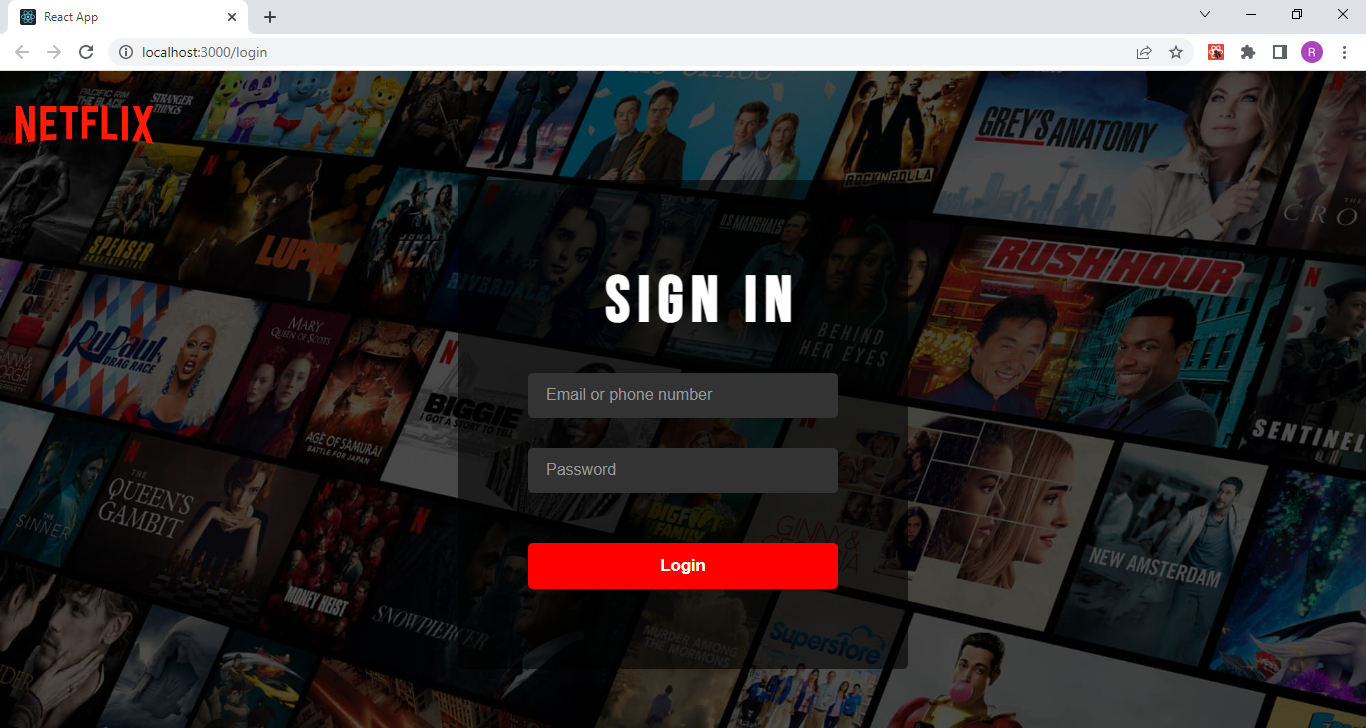 React App
localhost:3000/login
R
NETFLIX
PACIFIC RIM
THE BLACK
STRANGER
THINGS
ROCKNROLLA
GREY'S ANATOMY
THE
CRO
SPENSER
CONFIDENTIAL
LUPIN
JONAH
HEX
RIVERDALE
U.S. MARSHALS
BEHIND
HER EYES
RUSH HOUR
SIGN IN
RuPaul's
DRAG RACE
MARY
QUEEN OF SCOTS
AGE OF SAMURAI
BATTLE FOR JAPAN
BIGGIE
I GOT A STORY TO TELL
Email or phone number
Password
SENTINEL
THE
SINNER
THE
QUEEN'S
GAMBIT
BIGFOOT
FAMILY
GINNY
GEORGIA
NEW AMSTERDAM
Login
MONEY HEIST
SNOWPIERCER
MURDER AMONG
THE MORMONS
Superstore